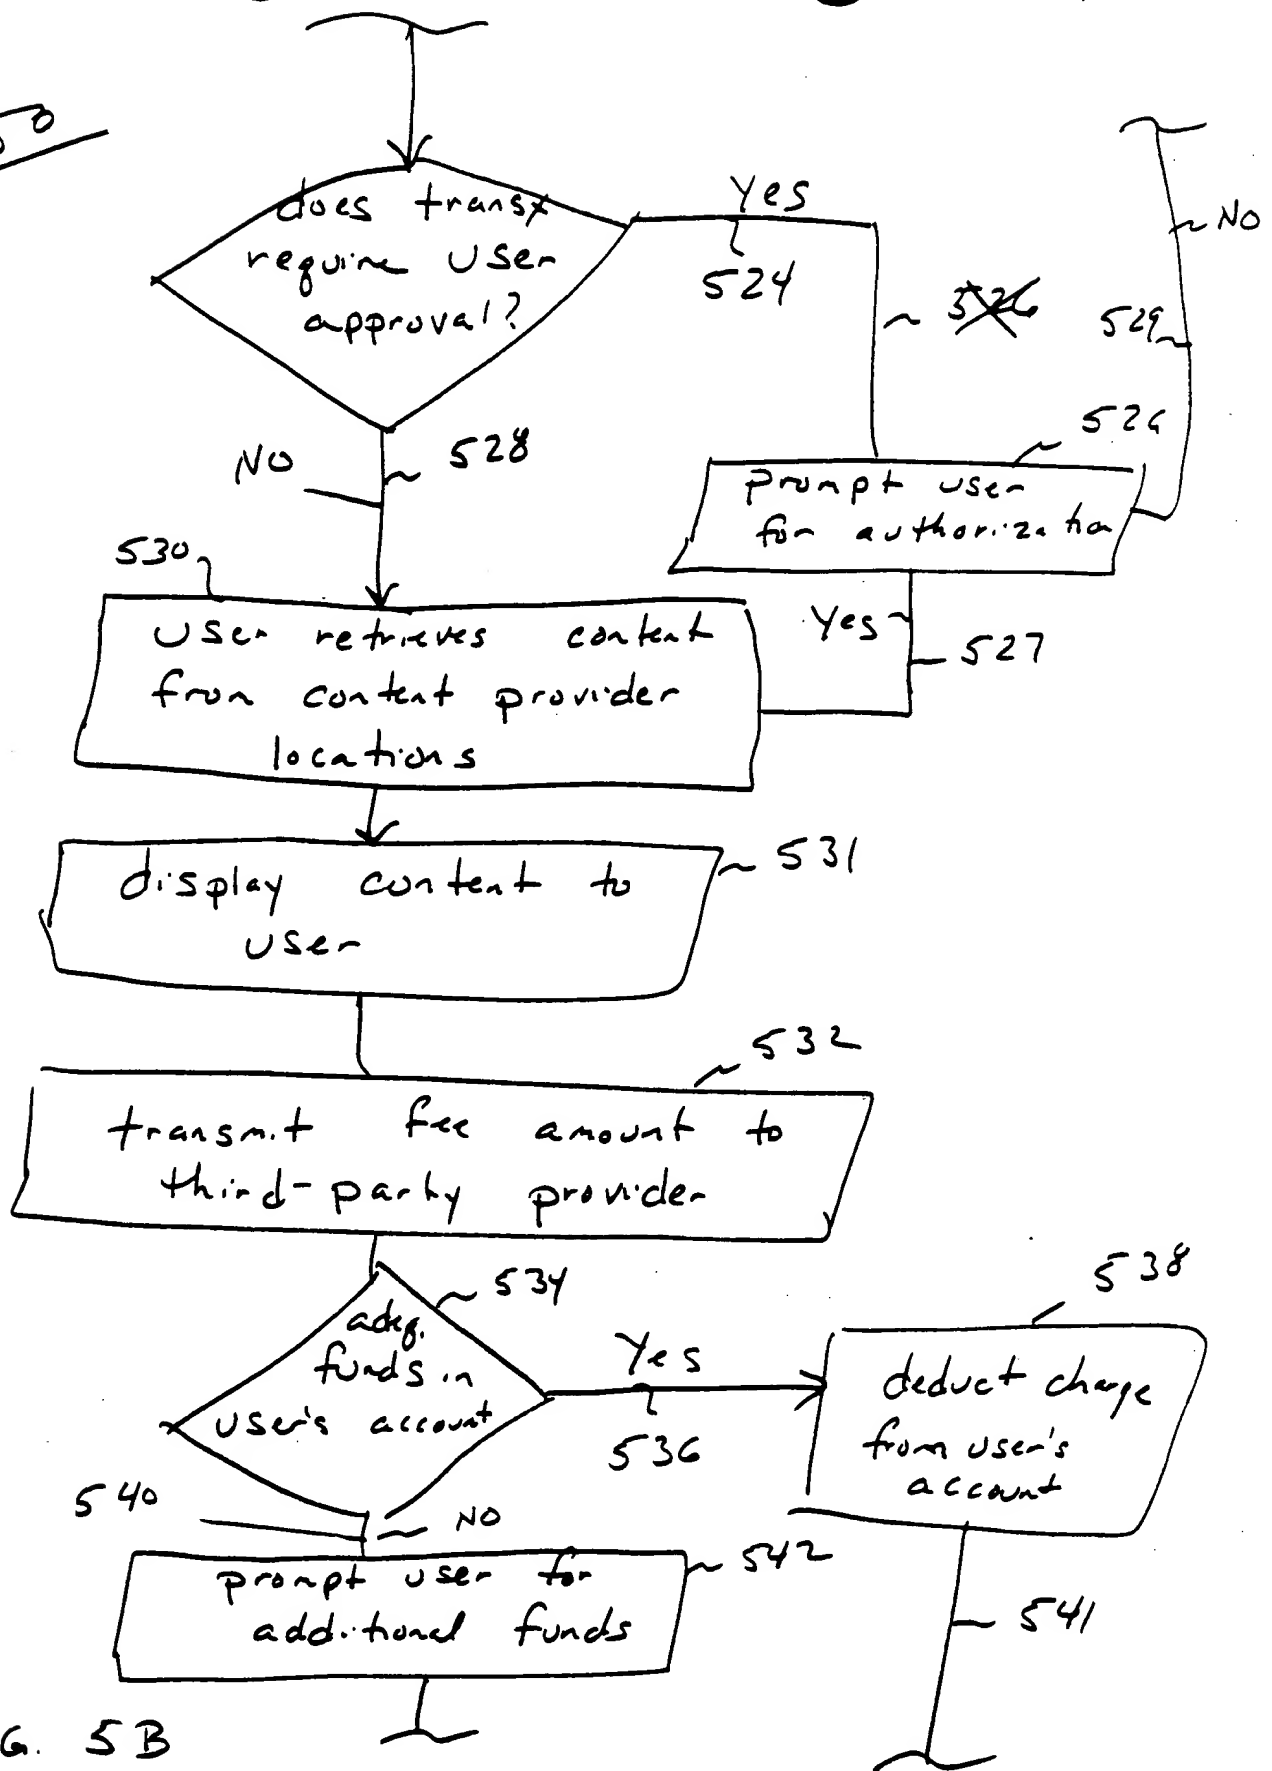 50
does transx
Yes
require user
approval?
524
NO
526
529
526
NO
528
prompt user
for authorization
530
user retrieves content
from content provider
locations
Yes
527
display content to
user
531
532
transmit fee amount to
third-party provider
534
adeq.
funds in
user's account
Yes
536
538
deduct charge
from user's
account
540
NO
prompt user for
additional funds
542
541
G. 5B